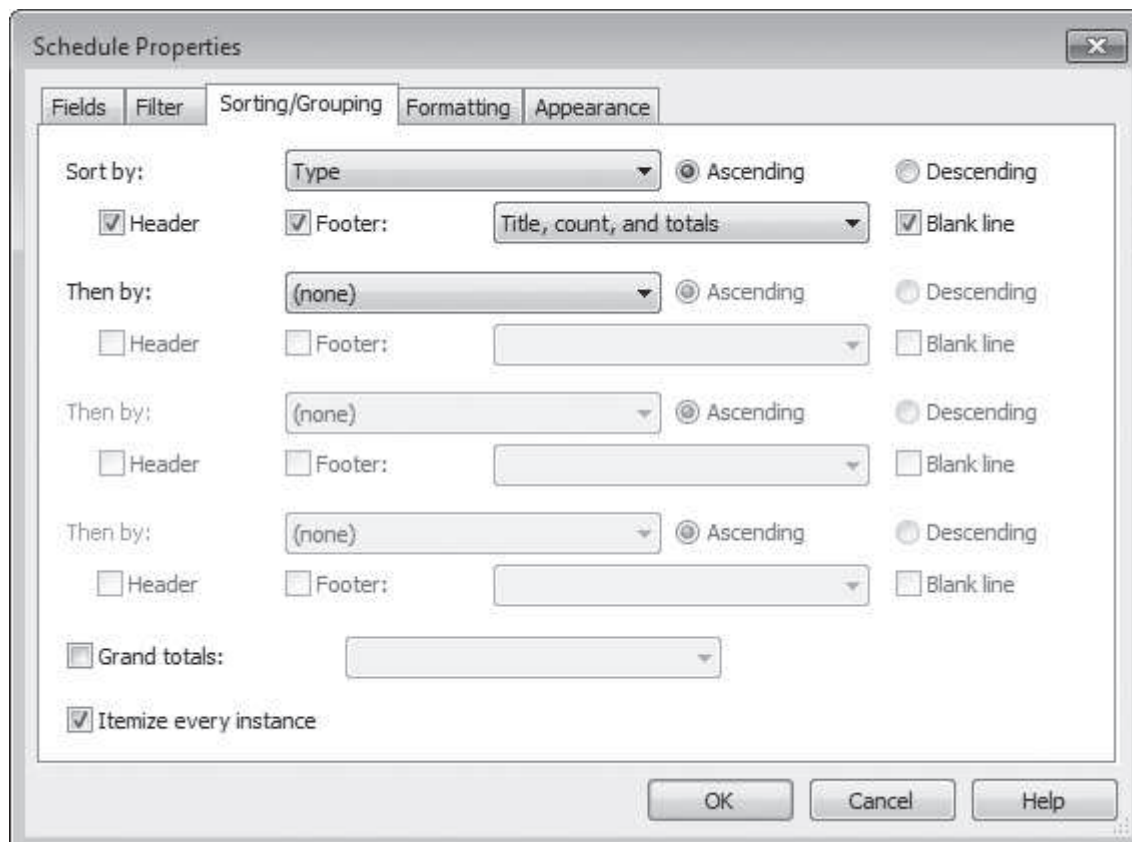 Schedule Properties
Fields Filter Sorting/Grouping Formatting Appearance
Sort by: Type Ascending Descending
Header Footer: Title, count, and totals Blank line
Then by: (none) Ascending Descending
Header Footer: Blank line
Then by: (none) Ascending Descending
Header Footer: Blank line
Then by: (none) Ascending Descending
Header Footer: Blank line
Grand totals:
Itemize every instance
OK Cancel Help